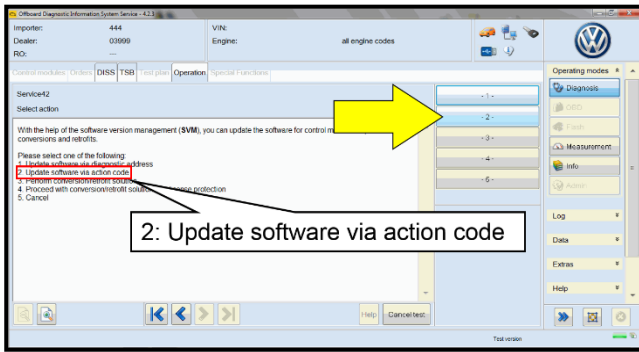 Offboard Diagnostic Information System Service - 4.2.3
Importer: 444 VIN:
Dealer: 03999 Engine: all engine codes
RO: ---
Control modules Orders DISS TSB Test plan Operation Special Functions
Operating modes
Service42
Select action
With the help of the software version management (SVM), you can update the software for control
conversions and retrofits.
Please select one of the following:
1. Update software via diagnostic address
2. Update software via action code
3. Perform conversion/retrofit solution
4. Proceed with conversion/retrofit solution protection
5. Cancel
- 1 -
- 2 -
- 3 -
- 4 -
2: Update software via action code
Diagnosis
OBD
Flash
Measurement
Info
Admin
Log
Data
Extras
Help
Help
Cancel test
Test version